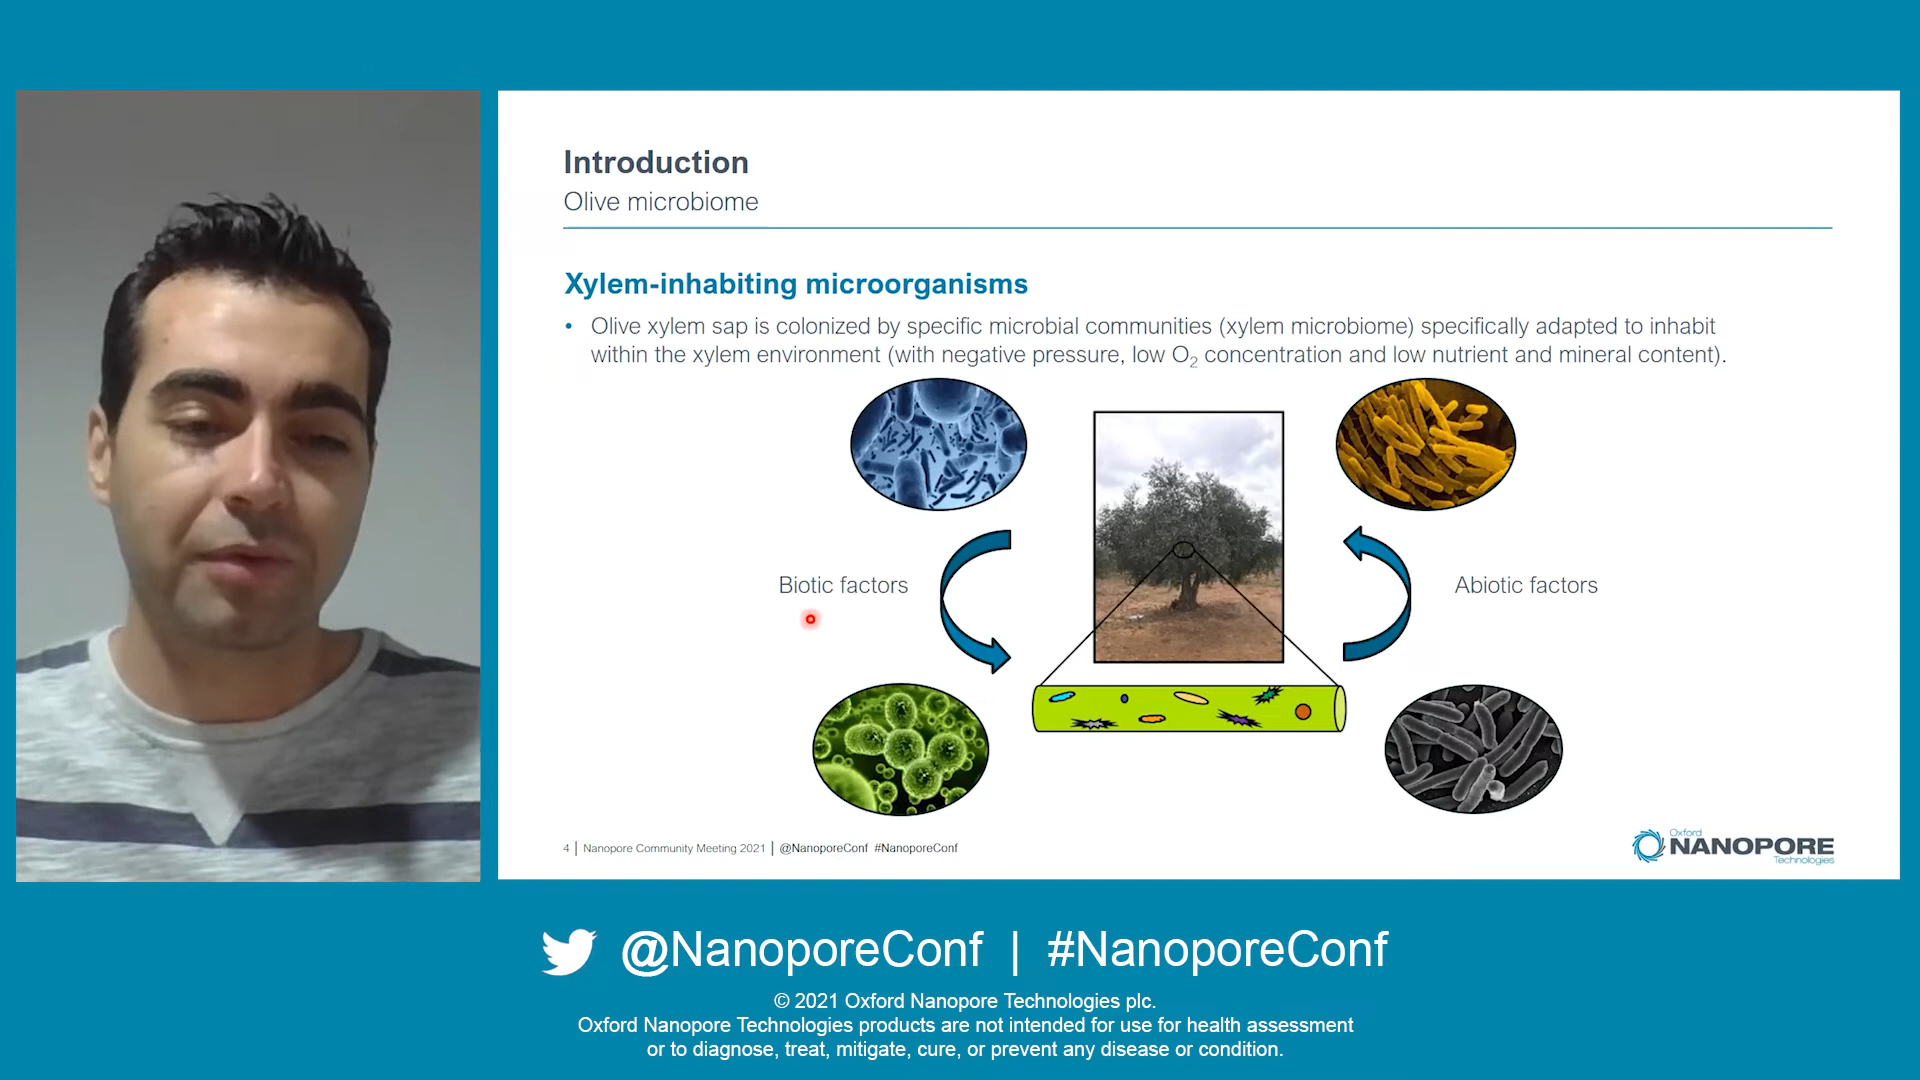 Introduction
Olive microbiome
Xylem-inhabiting microorganisms
• Olive xylem sap is colonized by specific microbial communities (xylem microbiome) specifically adapted to inhabit
within the xylem environment (with negative pressure, low O₂ concentration and low nutrient and mineral content).
Biotic factors
Abiotic factors
4 | Nanopore Community Meeting 2021 | @NanoporeConf #NanoporeConf
Oxford
NANOPORE
Technologies
@NanoporeConf | #NanoporeConf
© 2021 Oxford Nanopore Technologies plc.
Oxford Nanopore Technologies products are not intended for use for health assessment
or to diagnose, treat, mitigate, cure, or prevent any disease or condition.